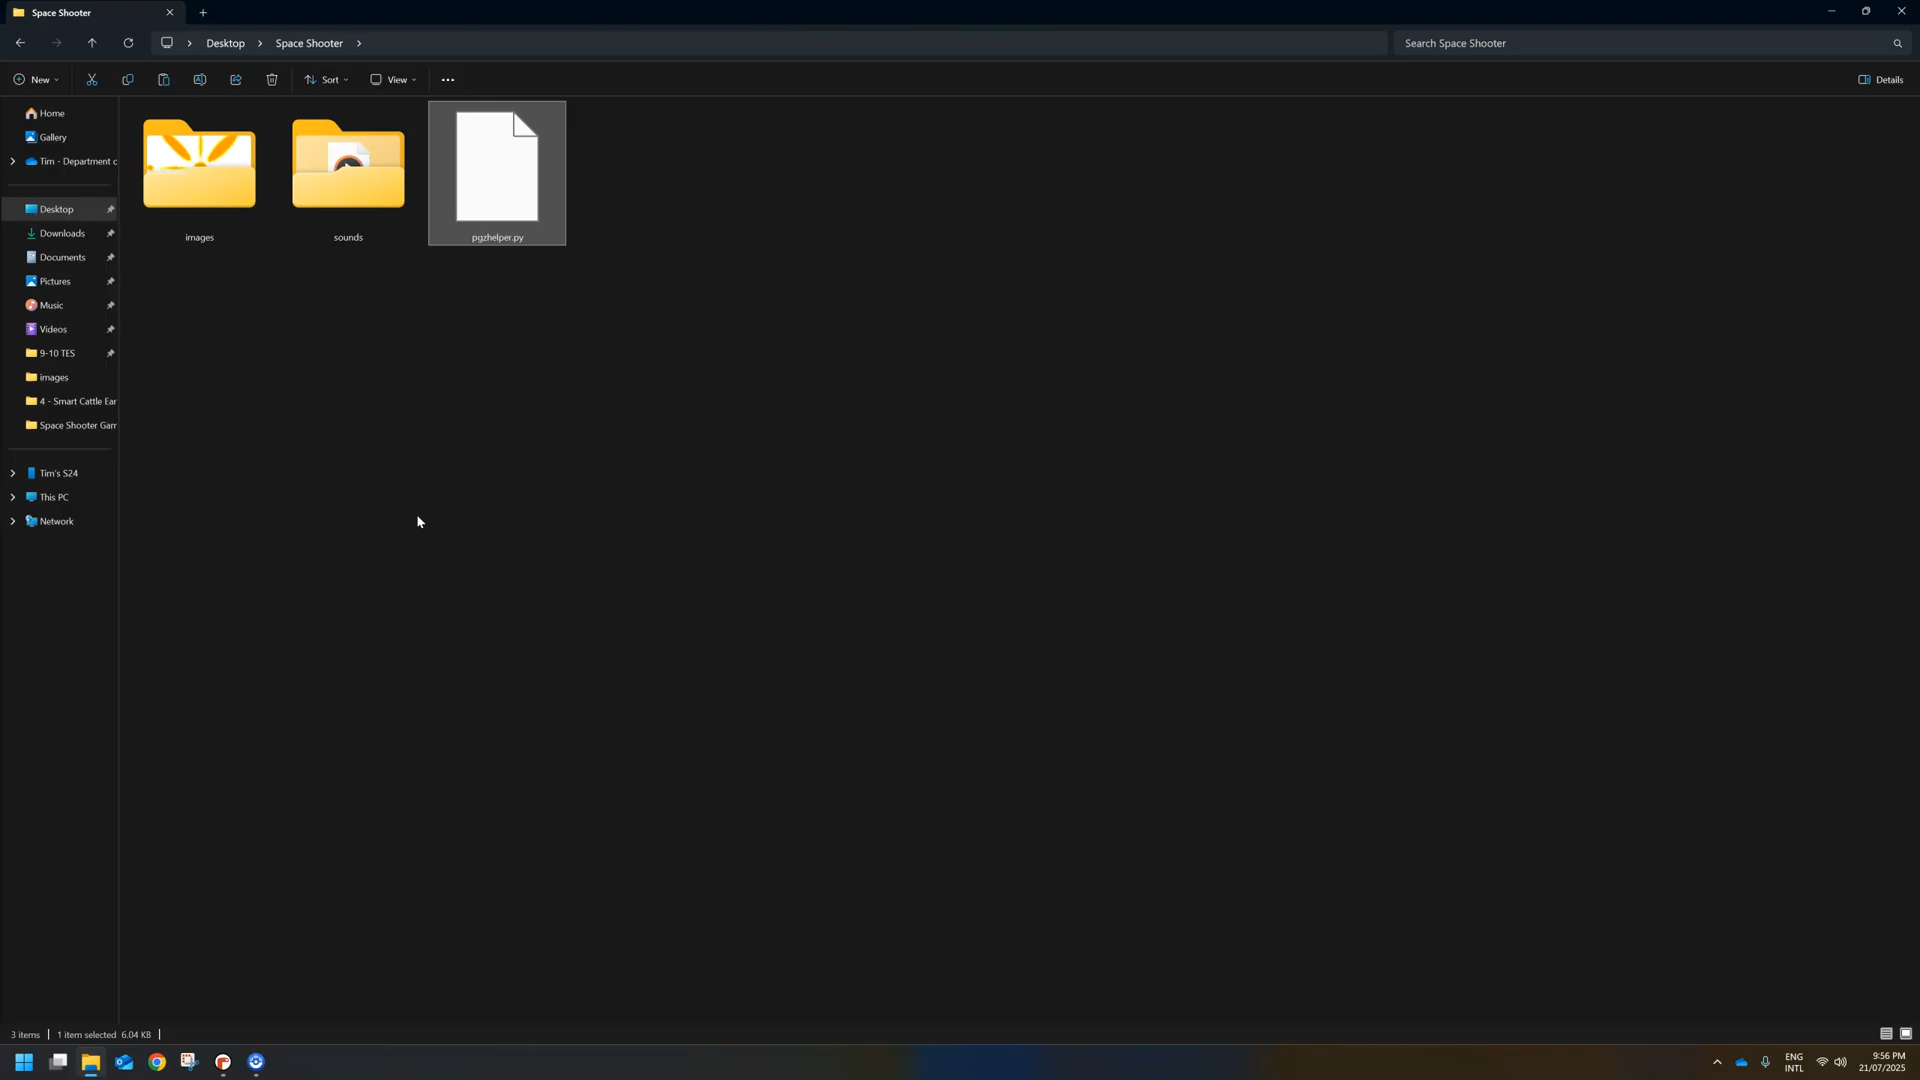 Space Shooter
Desktop
Space Shooter
Search Space Shooter
New
Sort
View
Details
Home
Gallery
Tim - Department c
Desktop
Downloads
Documents
Pictures
Music
Videos
9-10 TES
images
4 - Smart Cattle Ear
Space Shooter Gam
Tim's S24
This PC
Network
images
sounds
pgzhelper.py
3 items
1 item selected 6.04 KB
ENG
INTL
9:56 PM
21/07/2025